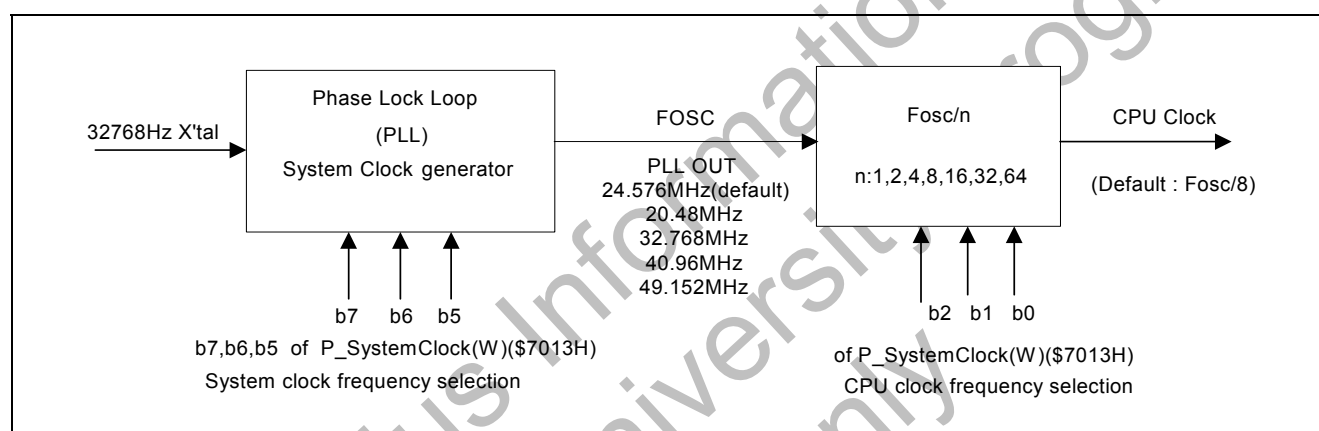 Phase Lock Loop
(PLL)
System Clock generator
32768Hz X'tal
FOSC
PLL OUT
24.576MHz(default)
20.48MHz
32.768MHz
40.96MHz
49.152MHz
Fosc/n
n:1,2,4,8,16,32,64
CPU Clock
(Default : Fosc/8)
b7 b6 b5
b7,b6,b5 of P_SystemClock(W)($7013H)
System clock frequency selection
b2 b1 b0
of P_SystemClock(W)($7013H)
CPU clock frequency selection